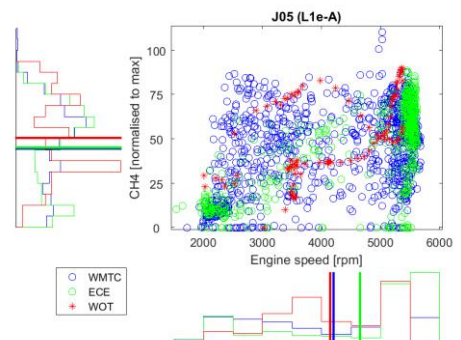 J05 (L1e-A)
100
75
50
25
0
CH4 [normalised to max]
2000 3000 4000 5000 6000
Engine speed [rpm]
WMTC
ECE
WOT